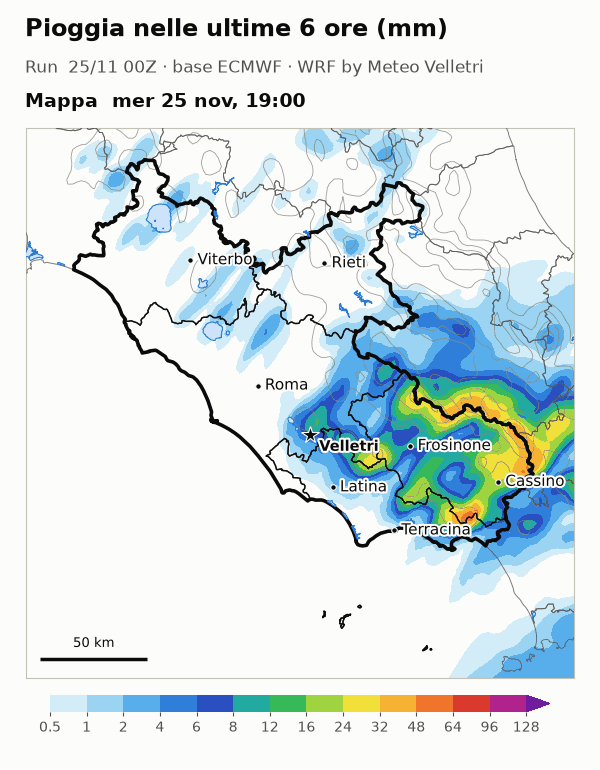 Pioggia nelle ultime 6 ore (mm)
Run  25/11 00Z · base ECMWF · WRF by Meteo Velletri
Mappa  mer 25 nov, 19:00
Viterbo
Rieti
Roma
Velletri
Frosinone
Latina
Cassino
Terracina
50 km
0.5 1 2 4 6 8 12 16 24 32 48 64 96 128